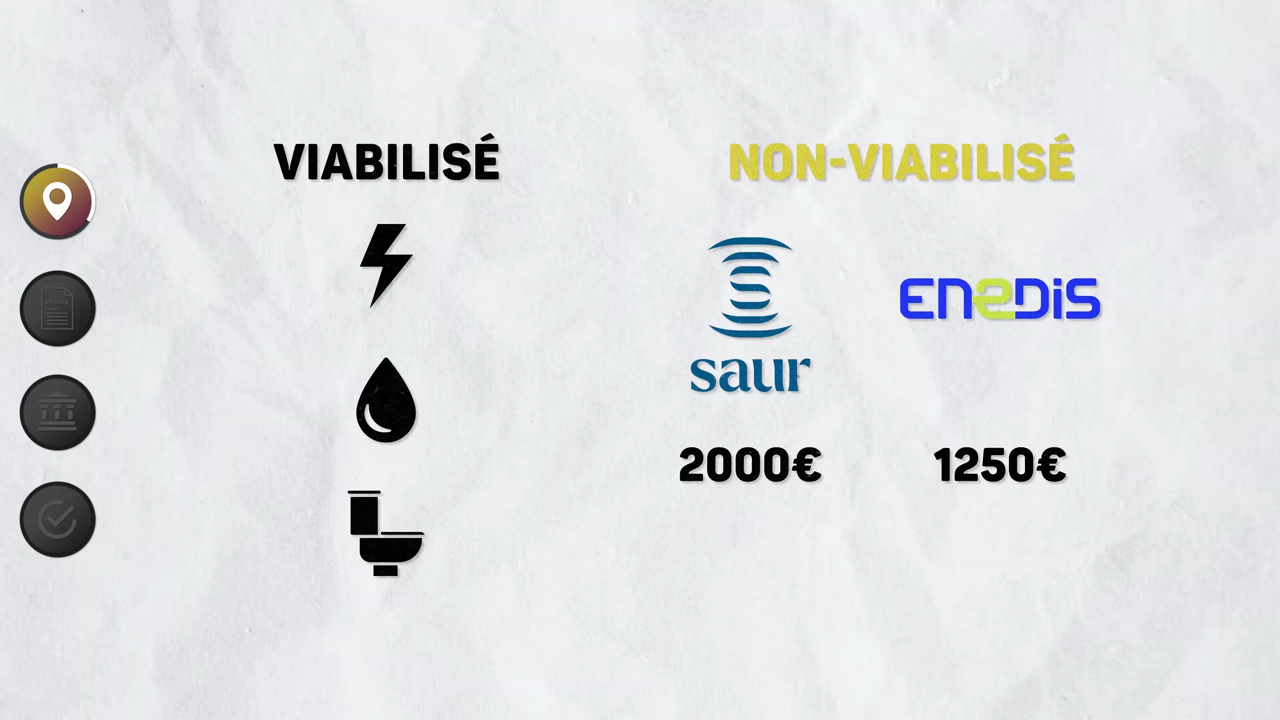 VIABILISÉ
NON-VIABILISÉ
saur
ENEDIS
2000€
1250€